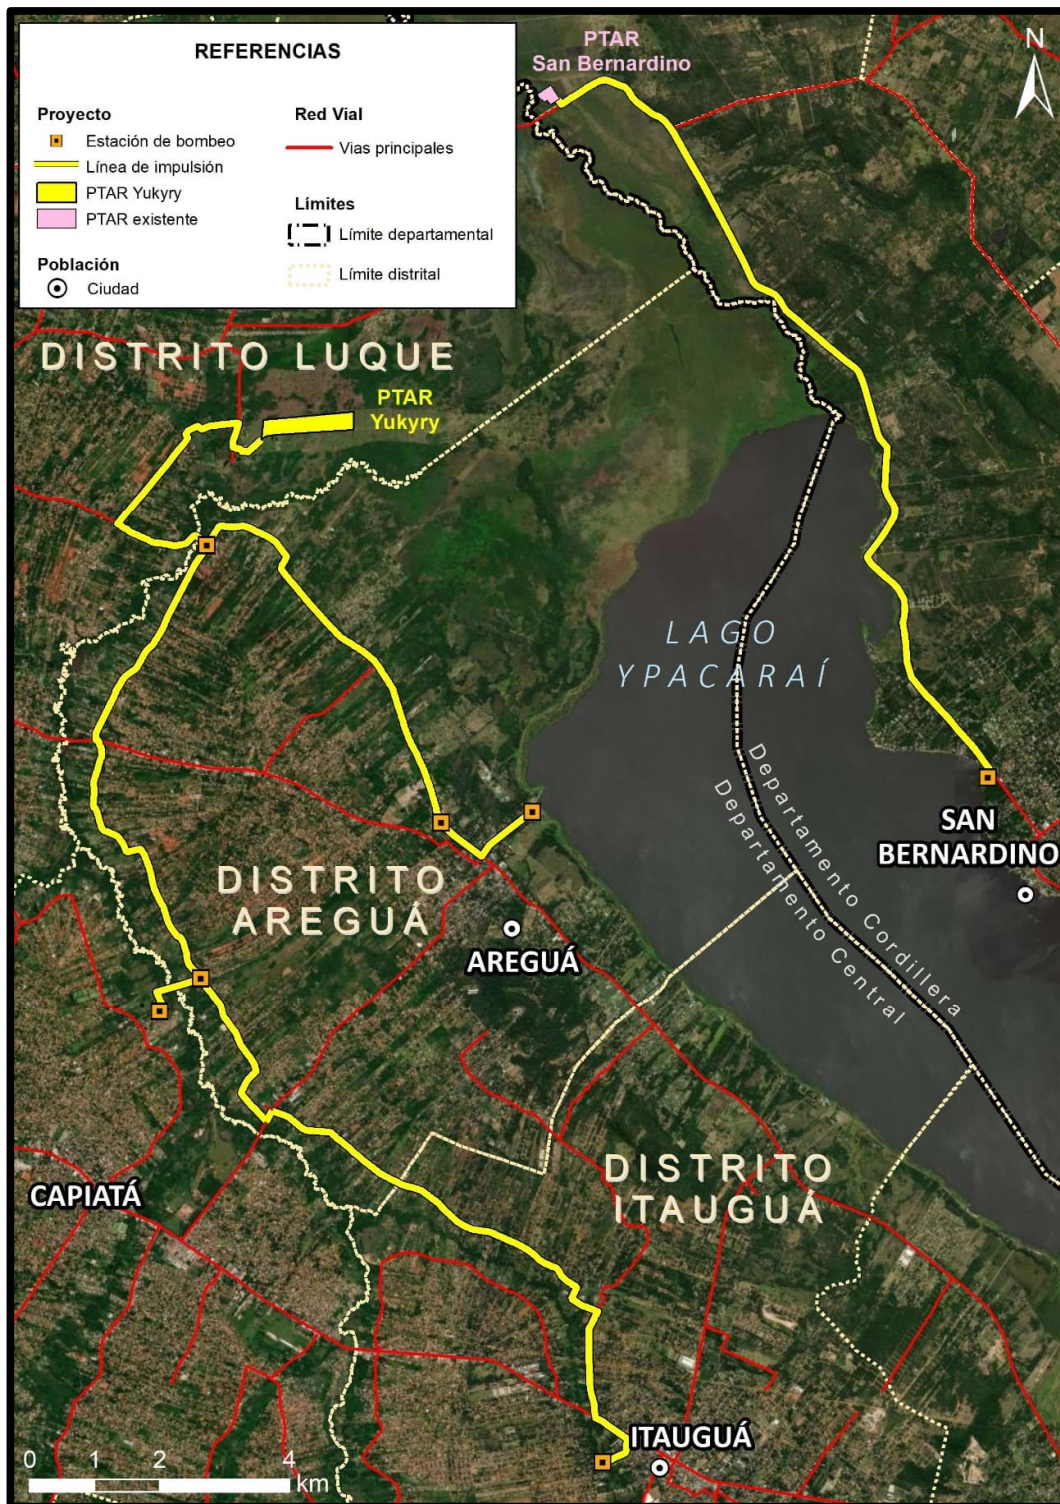 REFERENCIAS
Proyecto
Estación de bombeo
Línea de impulsión
PTAR Yukyry
PTAR existente
Población
Ciudad
Red Vial
Vias principales
Límites
Límite departamental
Límite distrital
PTAR
San Bernardino
N
DISTRITO LUQUE
PTAR
Yukyry
LAGO
YPACARAÍ
Departamento Cordillera
Departamento Central
SAN
BERNARDINO
DISTRITO
AREGUÁ
AREGUÁ
DISTRITO
ITAUGUÁ
CAPIATÁ
ITAUGUÁ
0 1 2 4
km